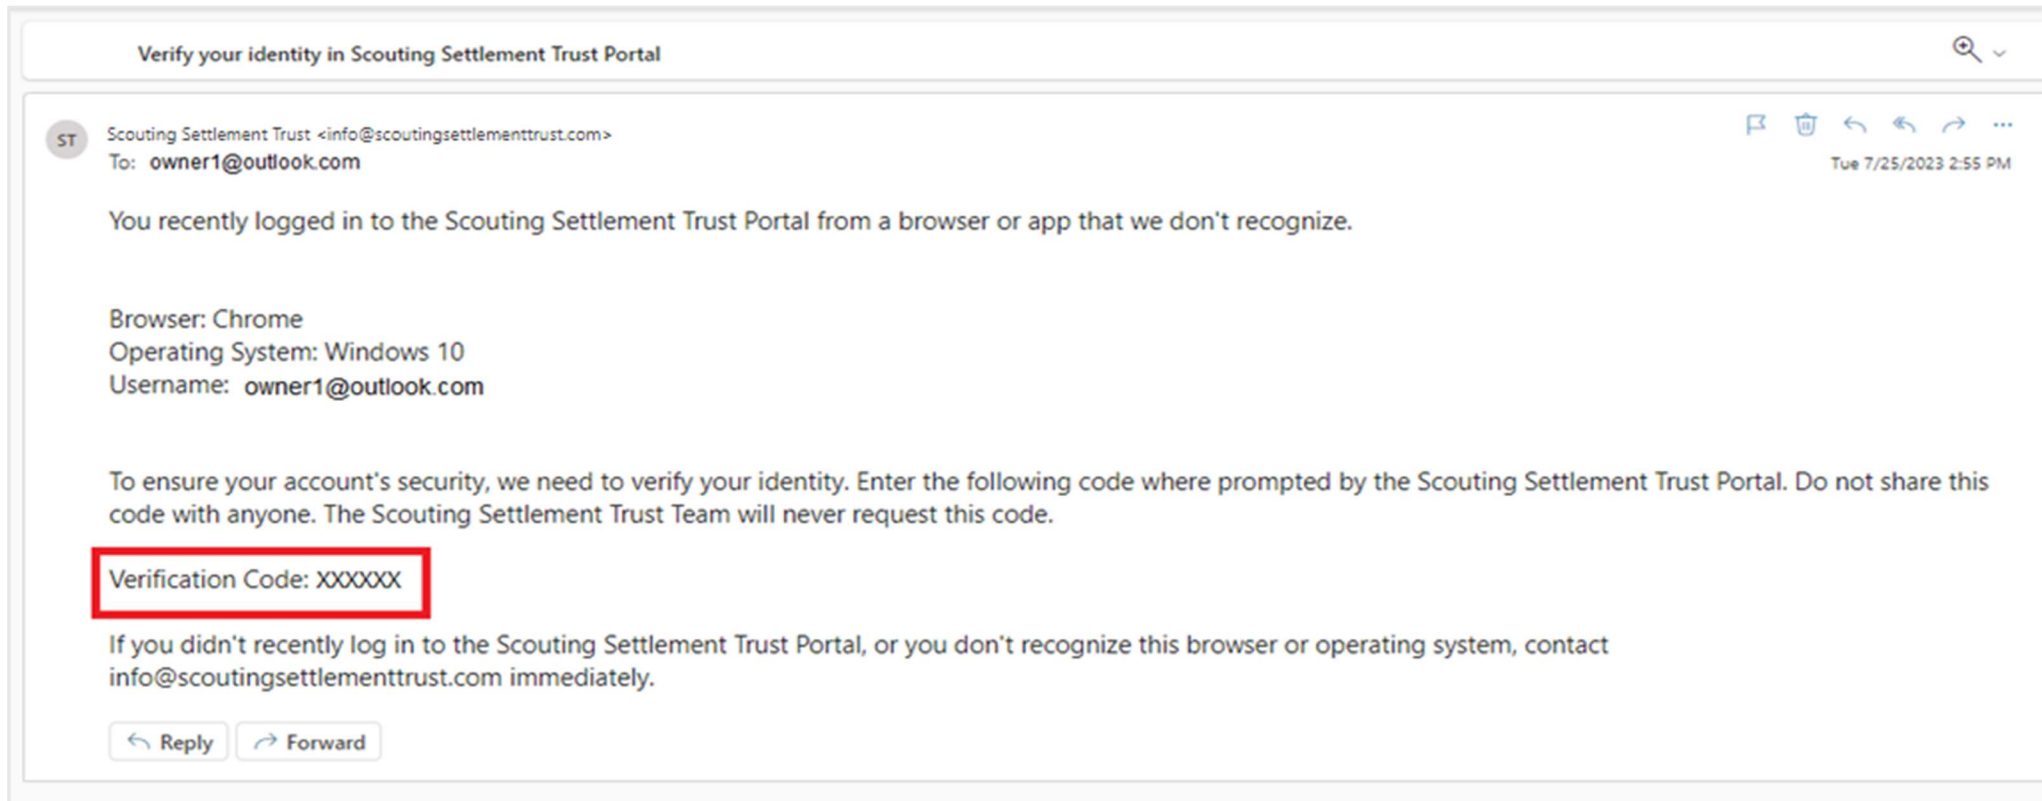 Verify your identity in Scouting Settlement Trust Portal
ST
Scouting Settlement Trust <info@scoutingsettlementtrust.com>
To: owner1@outlook.com
Tue 7/25/2023 2:55 PM
You recently logged in to the Scouting Settlement Trust Portal from a browser or app that we don't recognize.
Browser: Chrome
Operating System: Windows 10
Username: owner1@outlook.com
To ensure your account's security, we need to verify your identity. Enter the following code where prompted by the Scouting Settlement Trust Portal. Do not share this
code with anyone. The Scouting Settlement Trust Team will never request this code.
Verification Code: XXXXXX
If you didn't recently log in to the Scouting Settlement Trust Portal, or you don't recognize this browser or operating system, contact
info@scoutingsettlementtrust.com immediately.
Reply
Forward